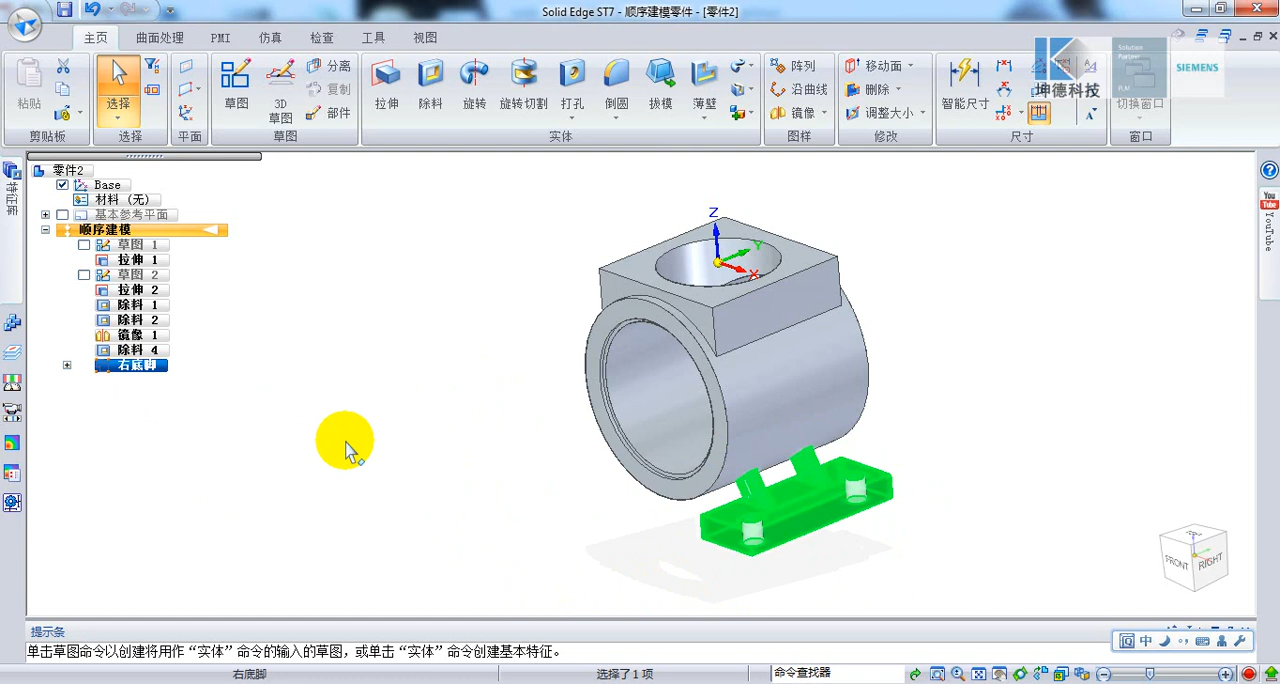 Solid Edge ST7 - 顺序建模零件 - [零件2]
主页 曲面处理 PMI 仿真 检查 工具 视图
粘贴
剪贴板
选择
选择
平面
草图
3D
草图
分离
复制
部件
草图
拉伸 除料 旋转 旋转切割 打孔 倒圆 拔模 薄壁
实体
阵列
沿曲线
镜像
图样
移动面
删除
调整大小
修改
智能尺寸
尺寸
坤德科技
Solution
Partner
PLM
SIEMENS
切换窗口
窗口
特征库
零件2
Base
材料 (无)
基本参考平面
顺序建模
草图 1
拉伸 1
草图 2
拉伸 2
除料 1
除料 2
镜像 1
除料 4
右底脚
Z
Y
X
FRONT
RIGHT
You
Tube
YouTube
提示条
单击草图命令以创建将用作“实体”命令的输入的草图，或单击“实体”命令创建基本特征。
中
右底脚
选择了 1 项
命令查找器